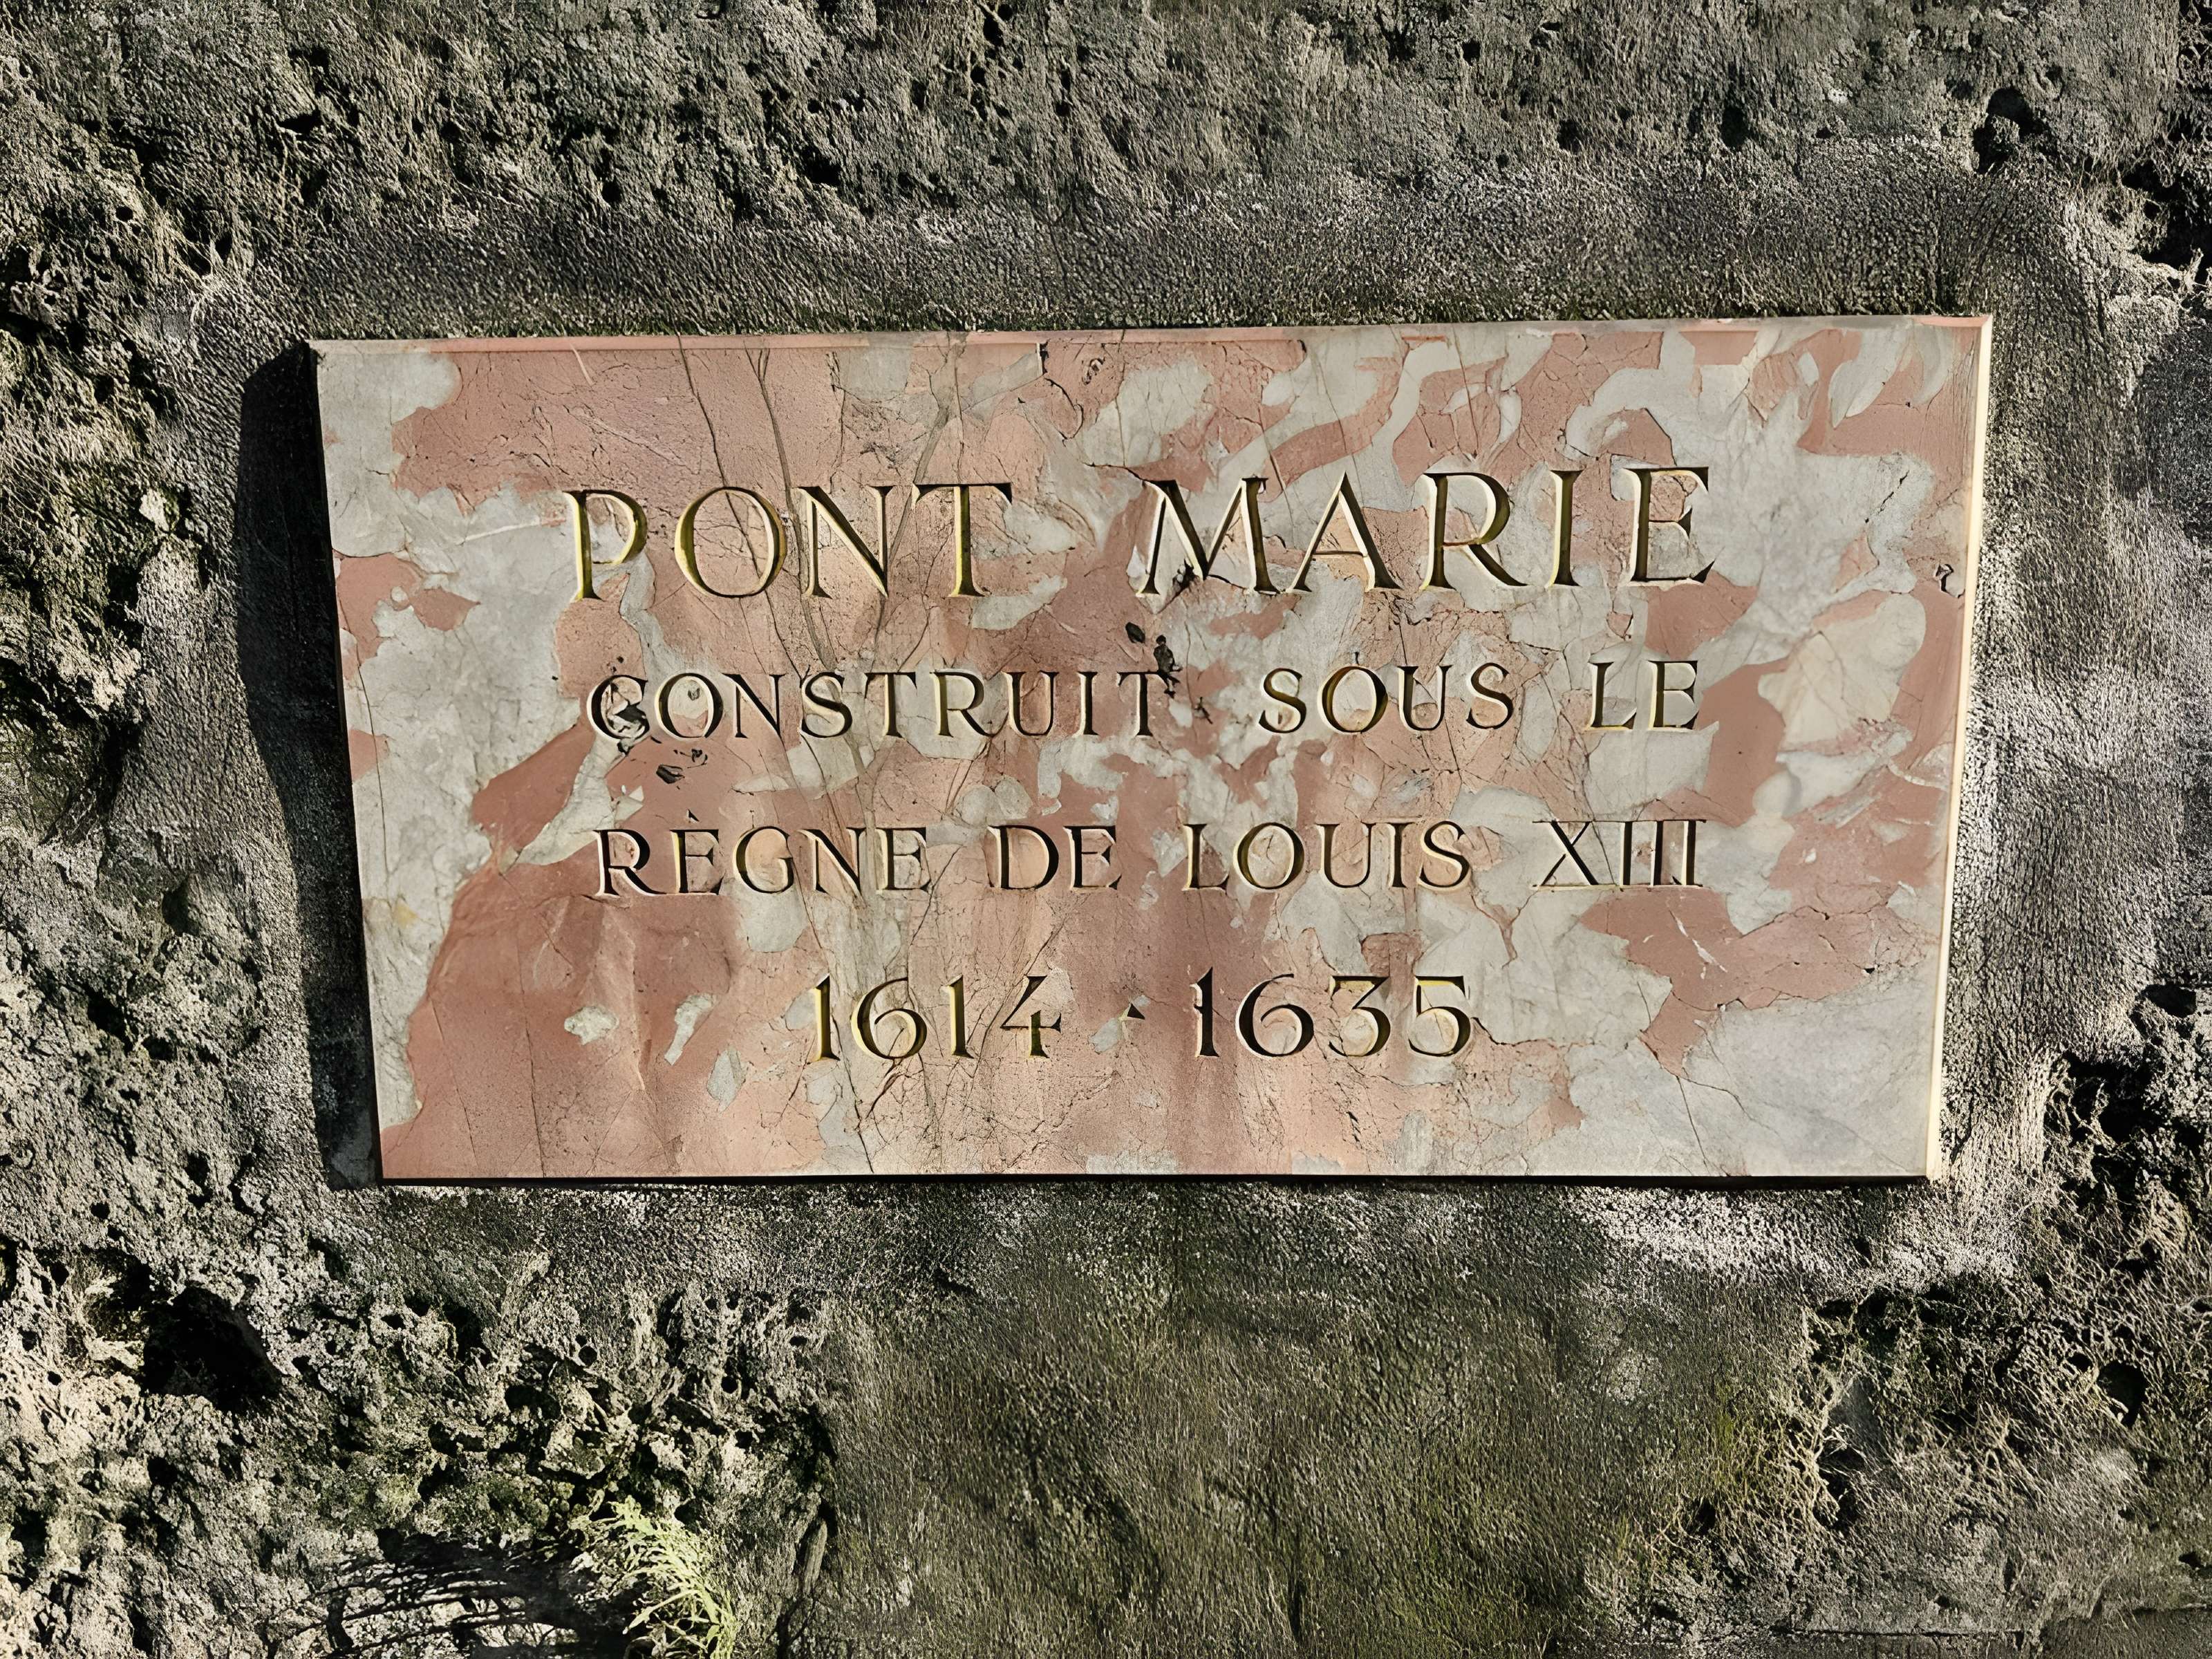 PONT MARIE
CONSTRUIT SOUS LE
RÈGNE DE LOUIS XIII
1614 · 1635